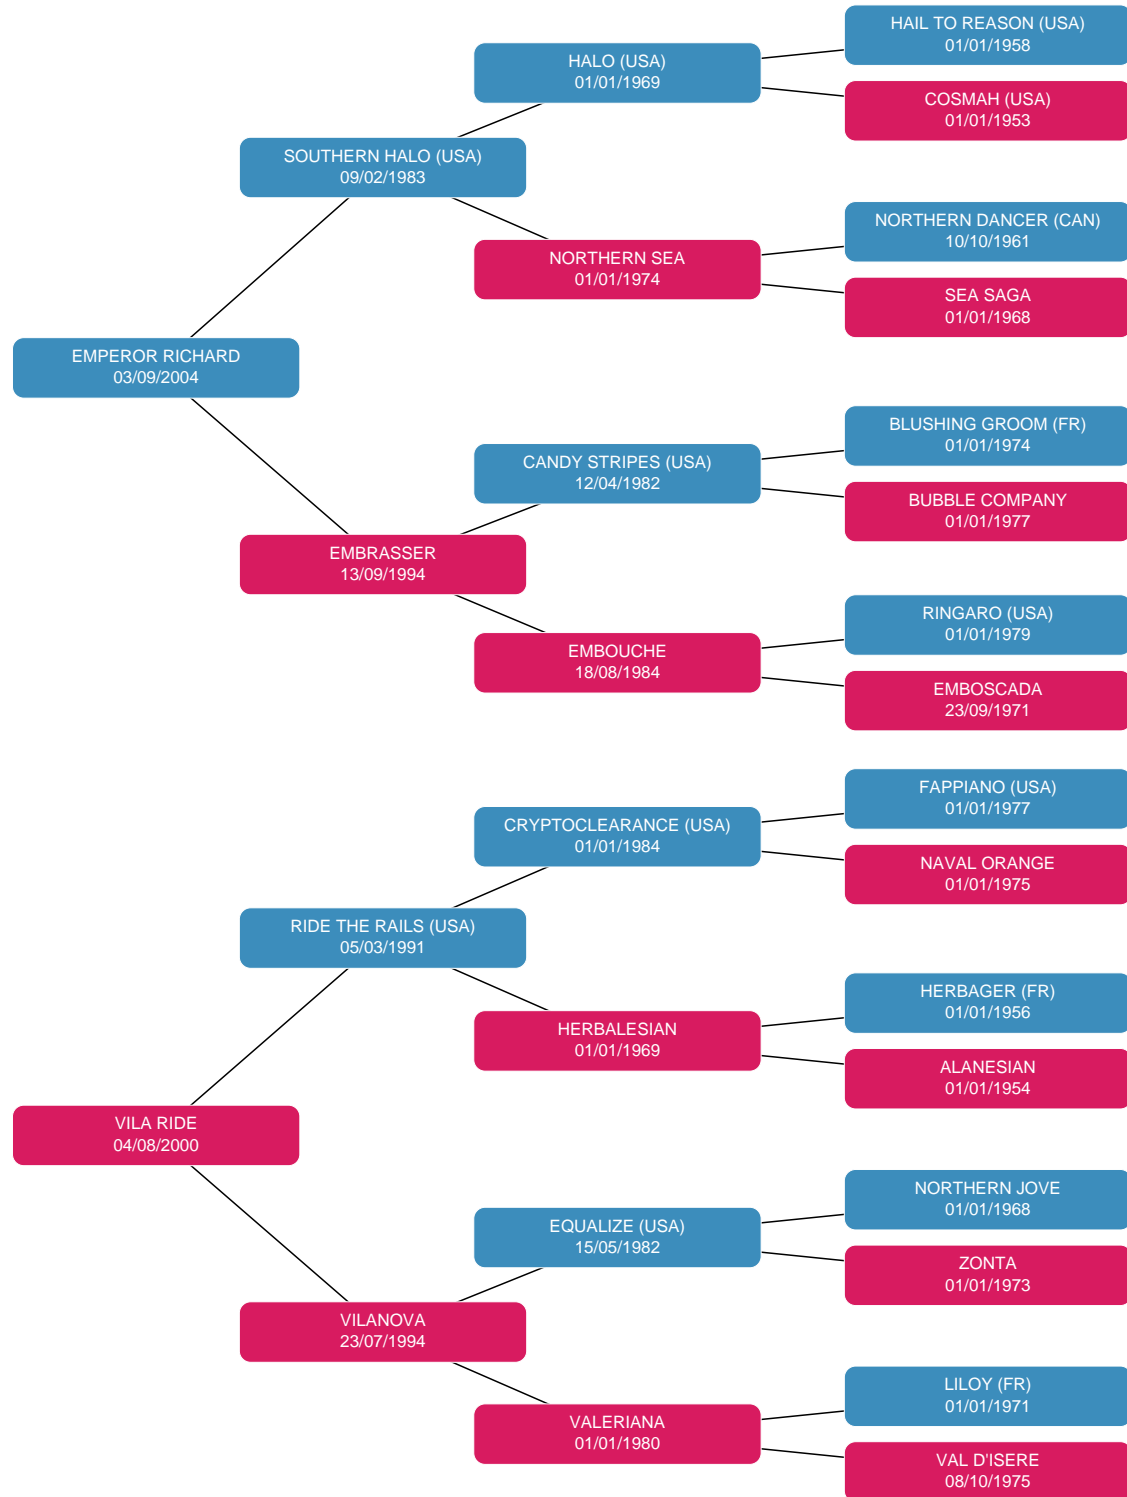 HAIL TO REASON (USA)
01/01/1958
HALO (USA)
01/01/1969
COSMAH (USA)
01/01/1953
SOUTHERN HALO (USA)
09/02/1983
NORTHERN DANCER (CAN)
10/10/1961
NORTHERN SEA
01/01/1974
SEA SAGA
01/01/1968
EMPEROR RICHARD
03/09/2004
BLUSHING GROOM (FR)
01/01/1974
CANDY STRIPES (USA)
12/04/1982
BUBBLE COMPANY
01/01/1977
EMBRASSER
13/09/1994
RINGARO (USA)
01/01/1979
EMBOUCHE
18/08/1984
EMBOSCADA
23/09/1971
FAPPIANO (USA)
01/01/1977
CRYPTOCLEARANCE (USA)
01/01/1984
NAVAL ORANGE
01/01/1975
RIDE THE RAILS (USA)
05/03/1991
HERBAGER (FR)
01/01/1956
HERBALESIAN
01/01/1969
ALANESIAN
01/01/1954
VILA RIDE
04/08/2000
NORTHERN JOVE
01/01/1968
EQUALIZE (USA)
15/05/1982
ZONTA
01/01/1973
VILANOVA
23/07/1994
LILOY (FR)
01/01/1971
VALERIANA
01/01/1980
VAL D'ISERE
08/10/1975